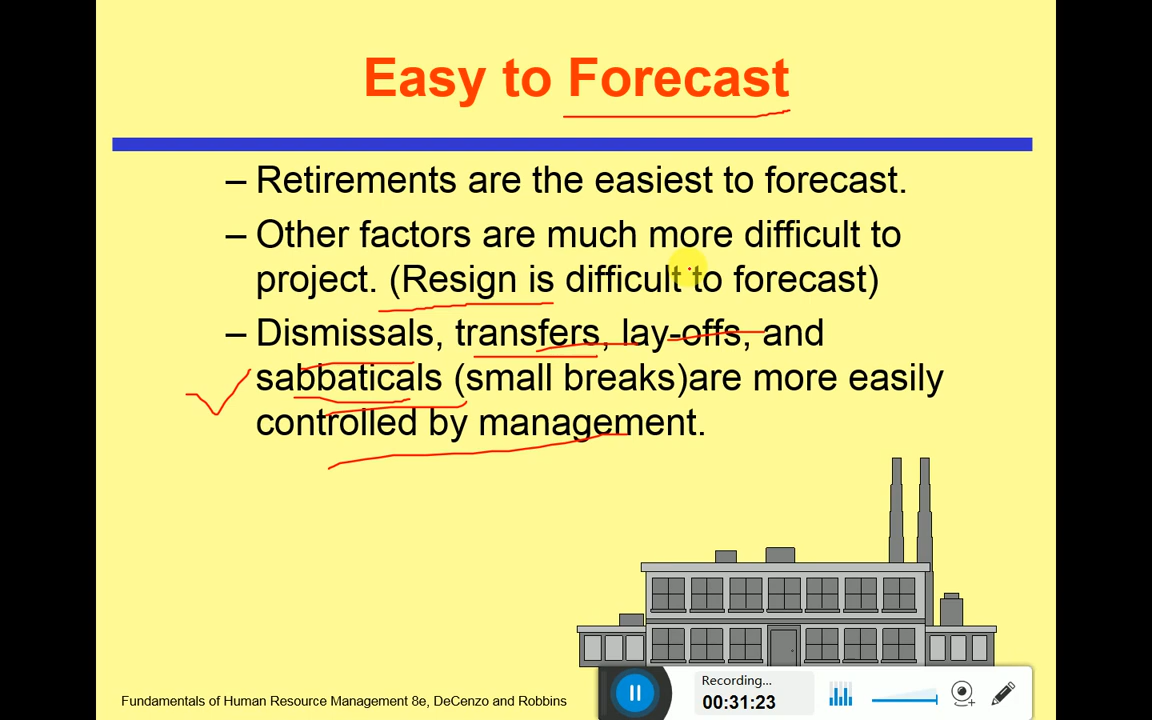 Easy to Forecast
– Retirements are the easiest to forecast.
– Other factors are much more difficult to
project. (Resign is difficult to forecast)
– Dismissals, transfers, lay-offs, and
sabbaticals (small breaks)are more easily
controlled by management.
Fundamentals of Human Resource Management 8e, DeCenzo and Robbins
Recording...
00:31:23